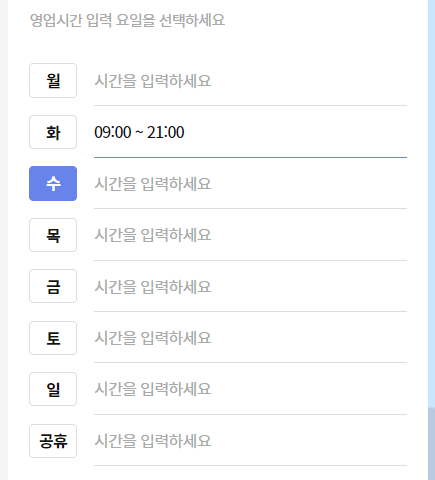 영업시간 입력 요일을 선택하세요
월 시간을 입력하세요
화 09:00 ~ 21:00
수 시간을 입력하세요
목 시간을 입력하세요
금 시간을 입력하세요
토 시간을 입력하세요
일 시간을 입력하세요
공휴 시간을 입력하세요